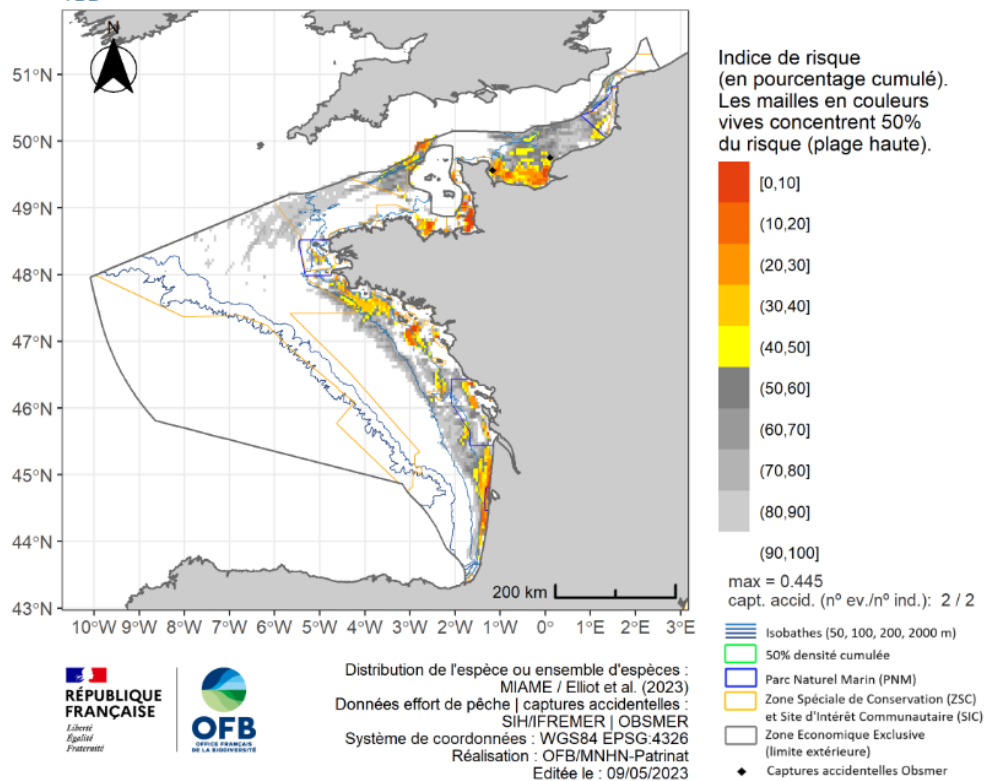 N
51°N
50°N
49°N
48°N
47°N
46°N
45°N
44°N
43°N
10°W 9°W 8°W 7°W 6°W 5°W 4°W 3°W 2°W 1°W 0° 1°E 2°E 3°E
200 km
Indice de risque
(en pourcentage cumulé).
Les mailles en couleurs
vives concentrent 50%
du risque (plage haute).
[0,10]
(10,20]
(20,30]
(30,40]
(40,50]
(50,60]
(60,70]
(70,80]
(80,90]
(90,100]
max = 0.445
capt. accid. (nº ev./nº ind.): 2 / 2
Isobathes (50, 100, 200, 2000 m)
50% densité cumulée
Parc Naturel Marin (PNM)
Zone Spéciale de Conservation (ZSC)
et Site d'Intérêt Communautaire (SIC)
Zone Economique Exclusive
(limite extérieure)
Captures accidentelles Obsmer
RÉPUBLIQUE
FRANÇAISE
Liberté
Égalité
Fraternité
OFB
OFFICE FRANÇAIS
DE LA BIODIVERSITÉ
Distribution de l'espèce ou ensemble d'espèces :
MIAME / Elliot et al. (2023)
Données effort de pêche | captures accidentelles :
SIH/IFREMER | OBSMER
Système de coordonnées : WGS84 EPSG:4326
Réalisation : OFB/MNHN-Patrinat
Editée le : 09/05/2023